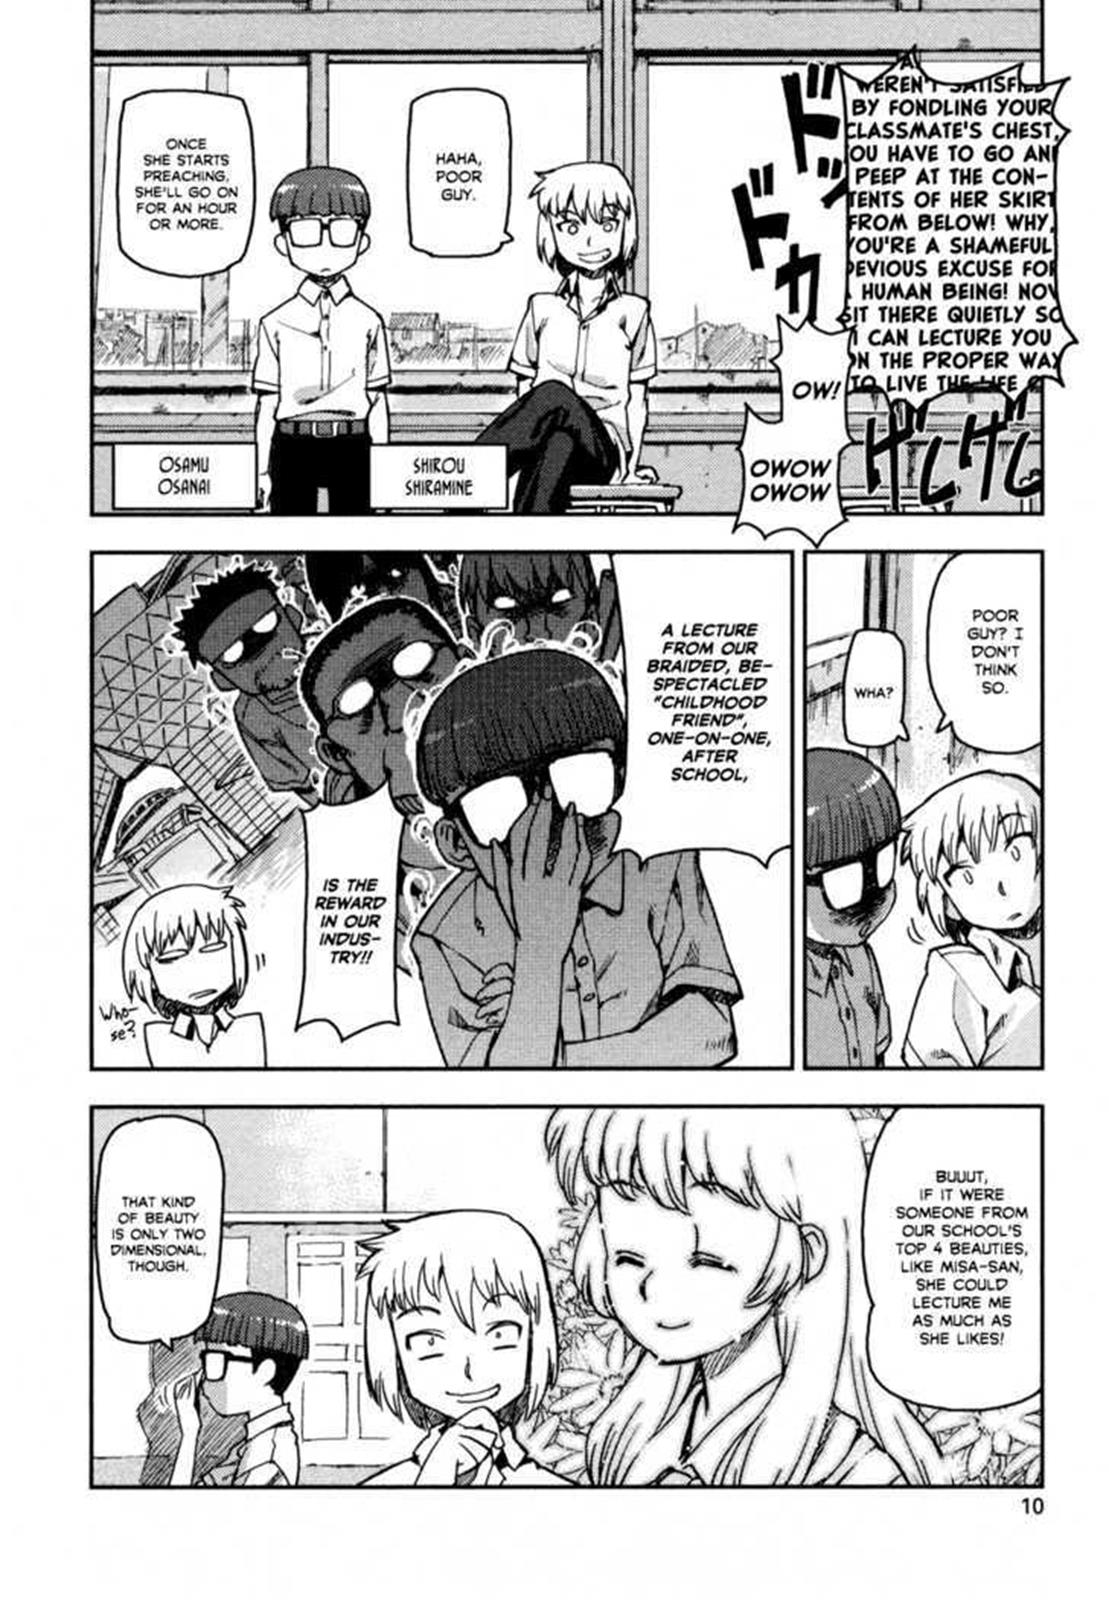 WEREN'T SATISFIED
BY FONDLING YOUR
CLASSMATE'S CHEST,
OU HAVE TO GO AN
PEEP AT THE CON-
TENTS OF HER SKIRT
FROM BELOW! WHY,
YOU'RE A SHAMEFUL
DEVIOUS EXCUSE FOR
HUMAN BEING! NOW
SIT THERE QUIETLY SO
I CAN LECTURE YOU
ON THE PROPER WAY
TO LIVE THE LIFE
ドドッ
ドカ
OW!
OWOW
OWOW
げしげし
HAHA,
POOR
GUY.
ONCE
SHE STARTS
PREACHING,
SHE'LL GO ON
FOR AN HOUR
OR MORE.
SHIROU
SHIRAMINE
OSAMU
OSANAI
POOR
GUY? I
DON'T
THINK
SO.
WHA?
A LECTURE
FROM OUR
BRAIDED, BE-
SPECTACLED
"CHILDHOOD
FRIEND",
ONE-ON-ONE,
AFTER
SCHOOL,
IS THE
REWARD
IN OUR
INDUS-
TRY!!
Who-
se?
BUUUT,
IF IT WERE
SOMEONE FROM
OUR SCHOOL'S
TOP 4 BEAUTIES,
LIKE MISA-SAN,
SHE COULD
LECTURE ME
AS MUCH AS
SHE LIKES!
THAT KIND
OF BEAUTY
IS ONLY TWO
DIMENSIONAL,
THOUGH.
10